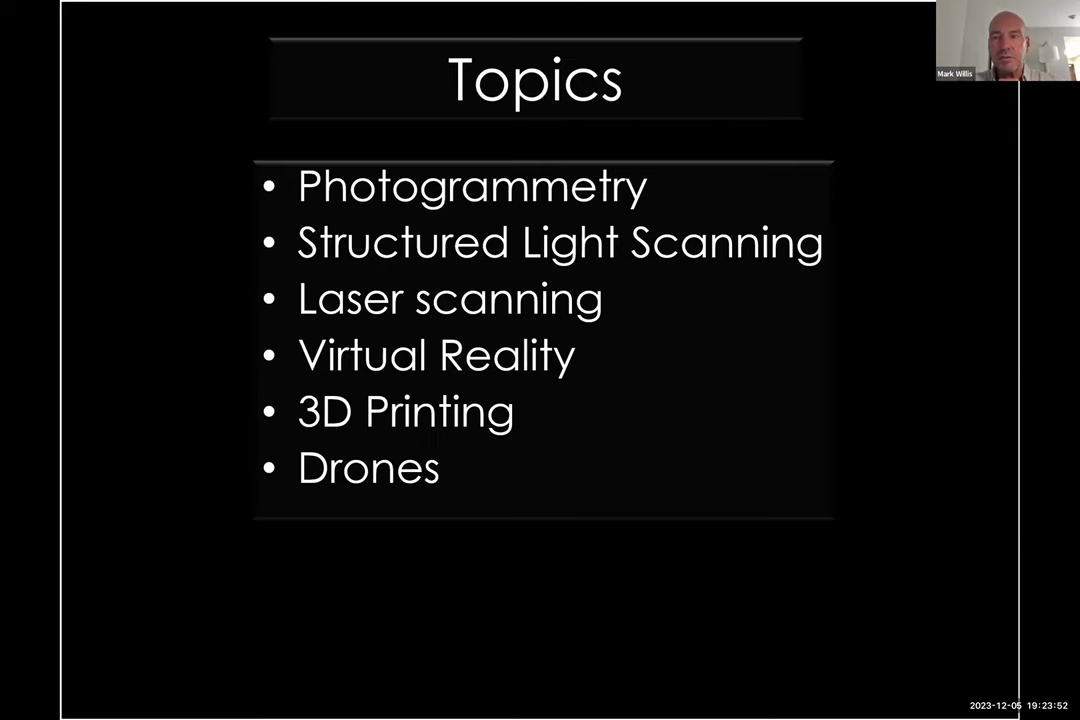 Mark Willis
Topics
• Photogrammetry
• Structured Light Scanning
• Laser scanning
• Virtual Reality
• 3D Printing
• Drones
2023-12-05 19:23:52